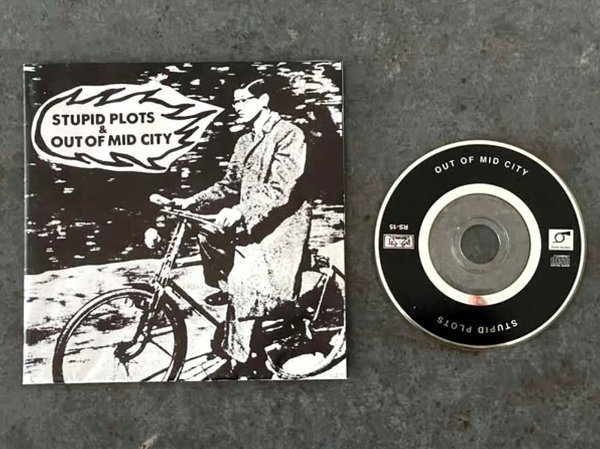 STUPID PLOTS
&
OUT OF MID CITY
OUT OF MID CITY
RS-15
STUPID PLOTS